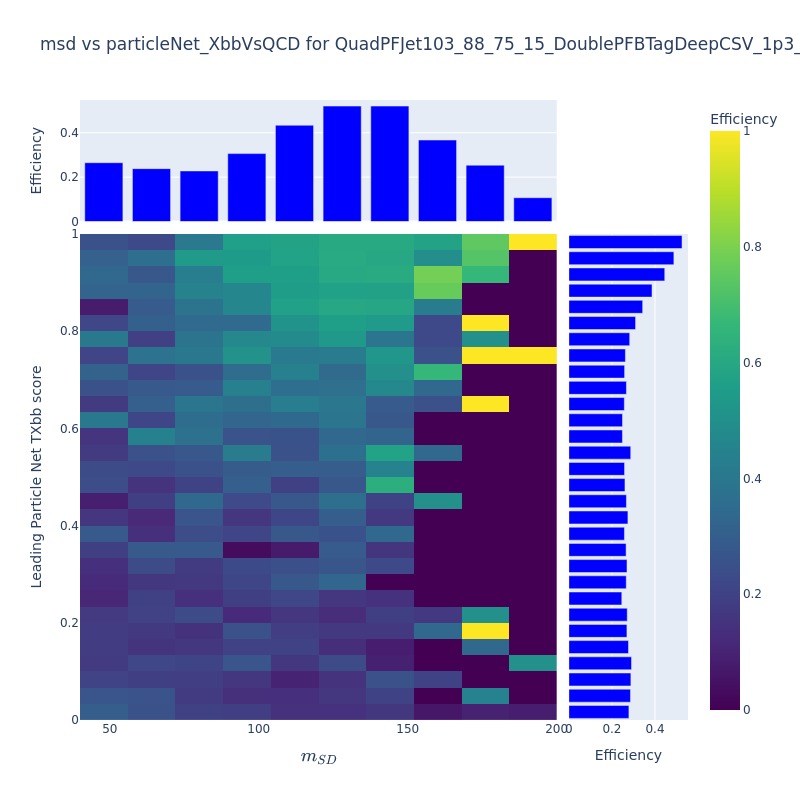 msd vs particleNet_XbbVsQCD for QuadPFJet103_88_75_15_DoublePFBTagDeepCSV_1p3_
Efficiency
0.4
0.2
0
Efficiency
1
0.8
0.6
0.4
0.2
0
Leading Particle Net TXbb score
1
0.8
0.6
0.4
0.2
0
50 100 150 200
0 0.2 0.4
m_SD
Efficiency